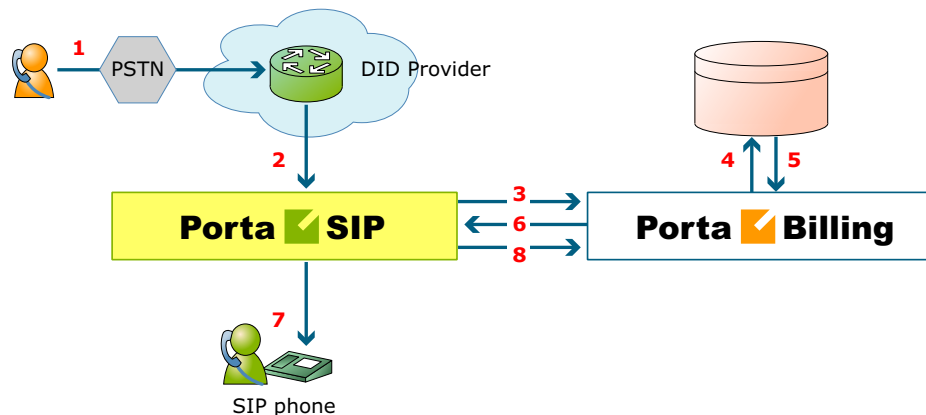 1
PSTN
DID Provider
2
4
5
3
Porta SIP
6
Porta Billing
8
7
SIP phone